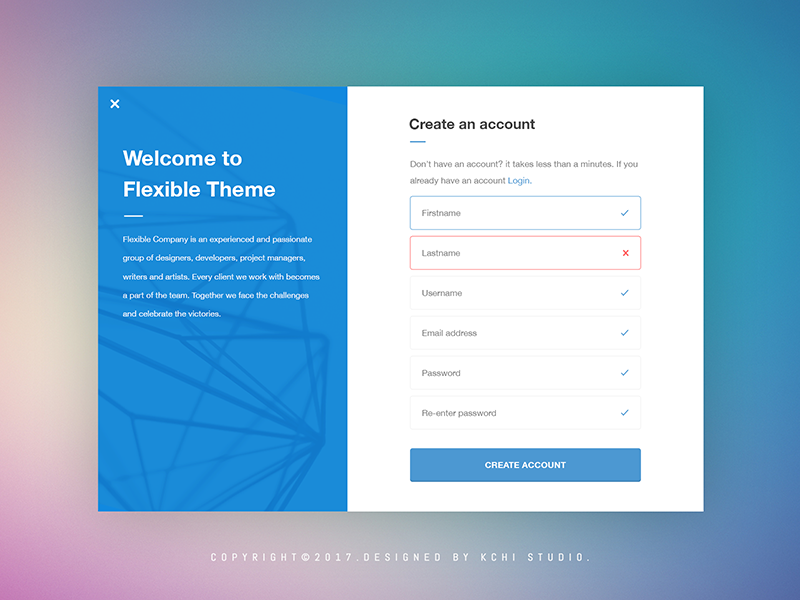 Welcome to
Flexible Theme
Flexible Company is an experienced and passionate
group of designers, developers, project managers,
writers and artists. Every client we work with becomes
a part of the team. Together we face the challenges
and celebrate the victories.
Create an account
Don't have an account? it takes less than a minutes. If you
already have an account Login.
Firstname
Lastname
Username
Email address
Password
Re-enter password
CREATE ACCOUNT
COPYRIGHT©2017.DESIGNED BY KCHI STUDIO.